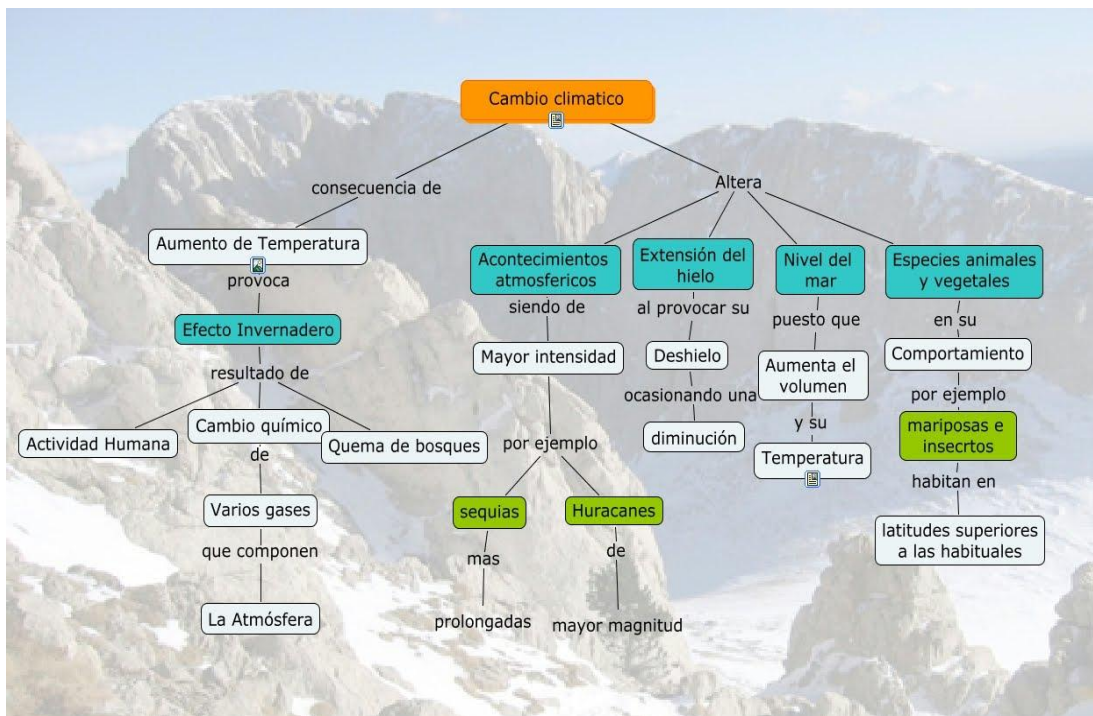 Cambio climatico
consecuencia de
Altera
Aumento de Temperatura
provoca
Efecto Invernadero
resultado de
Actividad Humana
Cambio químico
Quema de bosques
de
Varios gases
que componen
La Atmósfera
Acontecimientos
atmosfericos
siendo de
Mayor intensidad
por ejemplo
sequias
mas
prolongadas
Huracanes
de
mayor magnitud
Extensión del
hielo
al provocar su
Deshielo
ocasionando una
diminución
Nivel del
mar
puesto que
Aumenta el
volumen
y su
Temperatura
Especies animales
y vegetales
en su
Comportamiento
por ejemplo
mariposas e
insecrtos
habitan en
latitudes superiores
a las habituales